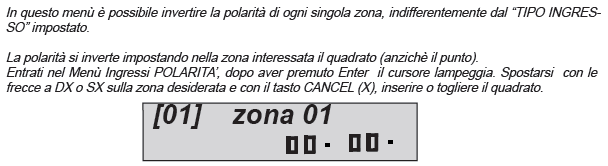 In questo menù è possibile invertire la polarità di ogni singola zona, indifferentemente dal “TIPO INGRES-
SO” impostato.
La polarità si inverte impostando nella zona interessata il quadrato (anzichè il punto).
Entrati nel Menù Ingressi POLARITA’, dopo aver premuto Enter il cursore lampeggia. Spostarsi con le
frecce a DX o SX sulla zona desiderata e con il tasto CANCEL (X), inserire o togliere il quadrato.
[01] zona 01
▯▯· ▯▯·